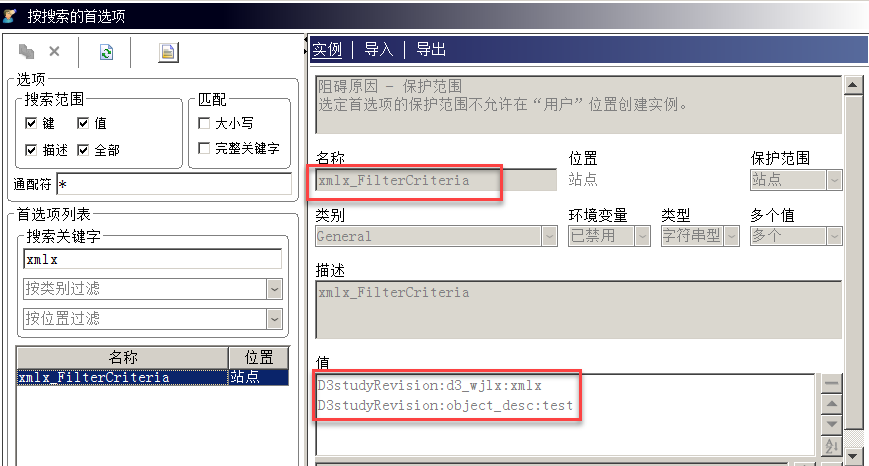 按搜索的首选项
选项
搜索范围
键
值
描述
全部
匹配
大小写
完整关键字
通配符 *
首选项列表
搜索关键字
xmlx
按类别过滤
按位置过滤
名称 位置
xmlx_FilterCriteria 站点
实例 | 导入 | 导出
阻碍原因 - 保护范围
选定首选项的保护范围不允许在“用户”位置创建实例。
名称 位置 保护范围
xmlx_FilterCriteria 站点 站点
类别 环境变量 类型 多个值
General 已禁用 字符串型 多个
描述
xmlx_FilterCriteria
值
D3studyRevision:d3_wjlx:xmlx
D3studyRevision:object_desc:test